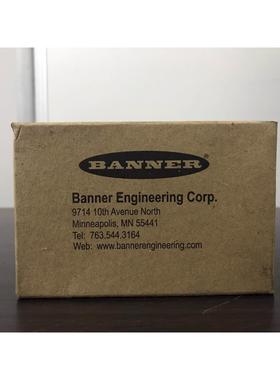 BANNER
Banner Engineering Corp.
9714 10th Avenue North
Minneapolis, MN 55441
Tel: 763.544.3164
Web: www.bannerengineering.com